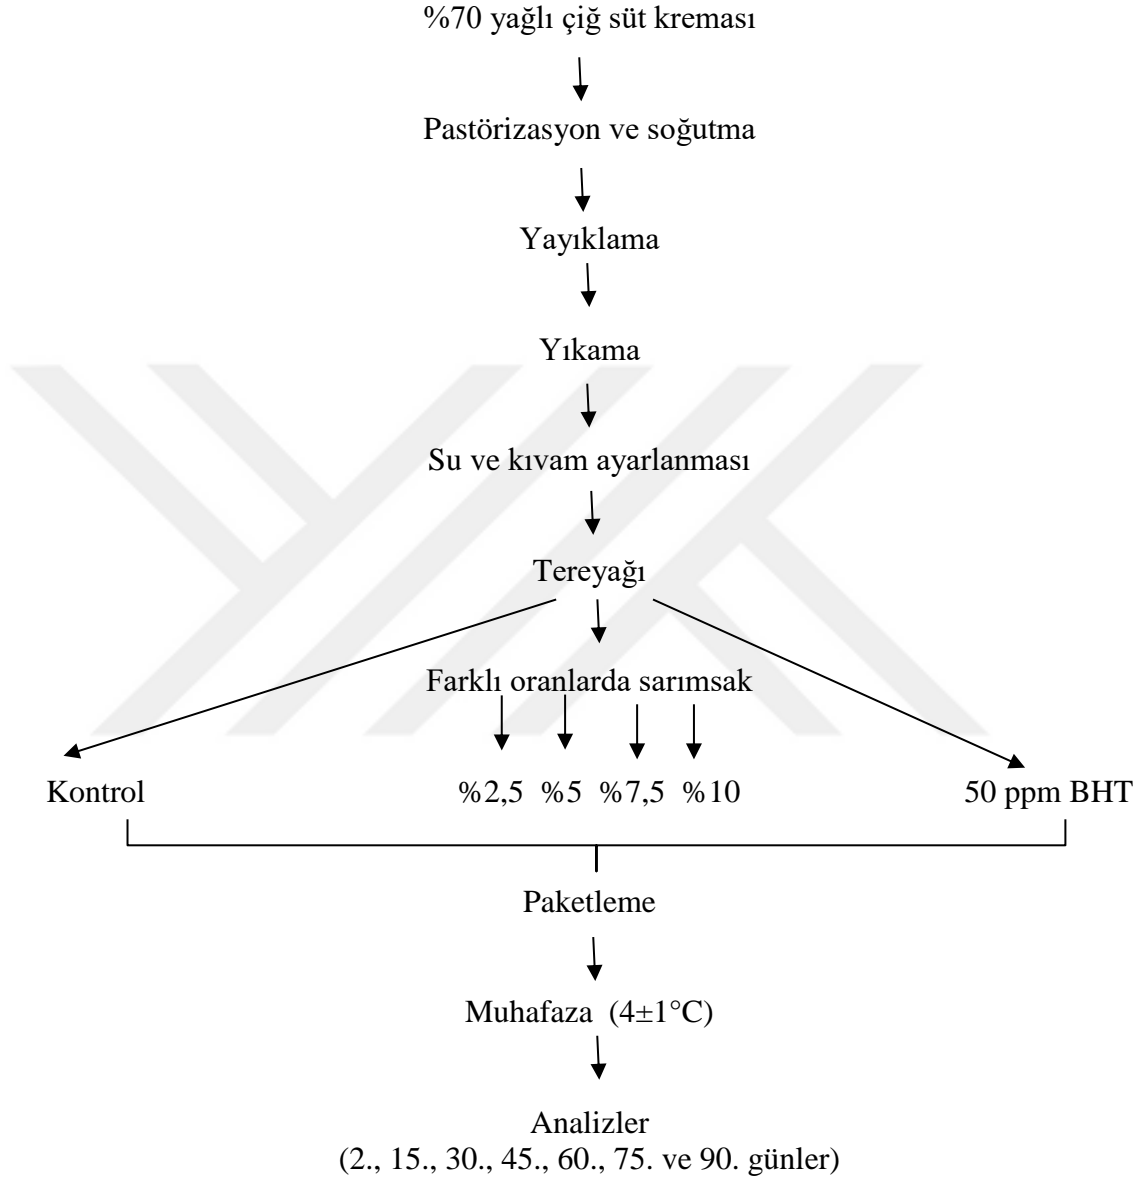 %70 yağlı çiğ süt kreması
Pastörizasyon ve soğutma
Yayıklama
Yıkama
Su ve kıvam ayarlanması
Tereyağı
Farklı oranlarda sarımsak
Kontrol %2,5 %5 %7,5 %10 50 ppm BHT
Paketleme
Muhafaza (4±1°C)
Analizler
(2., 15., 30., 45., 60., 75. ve 90. günler)